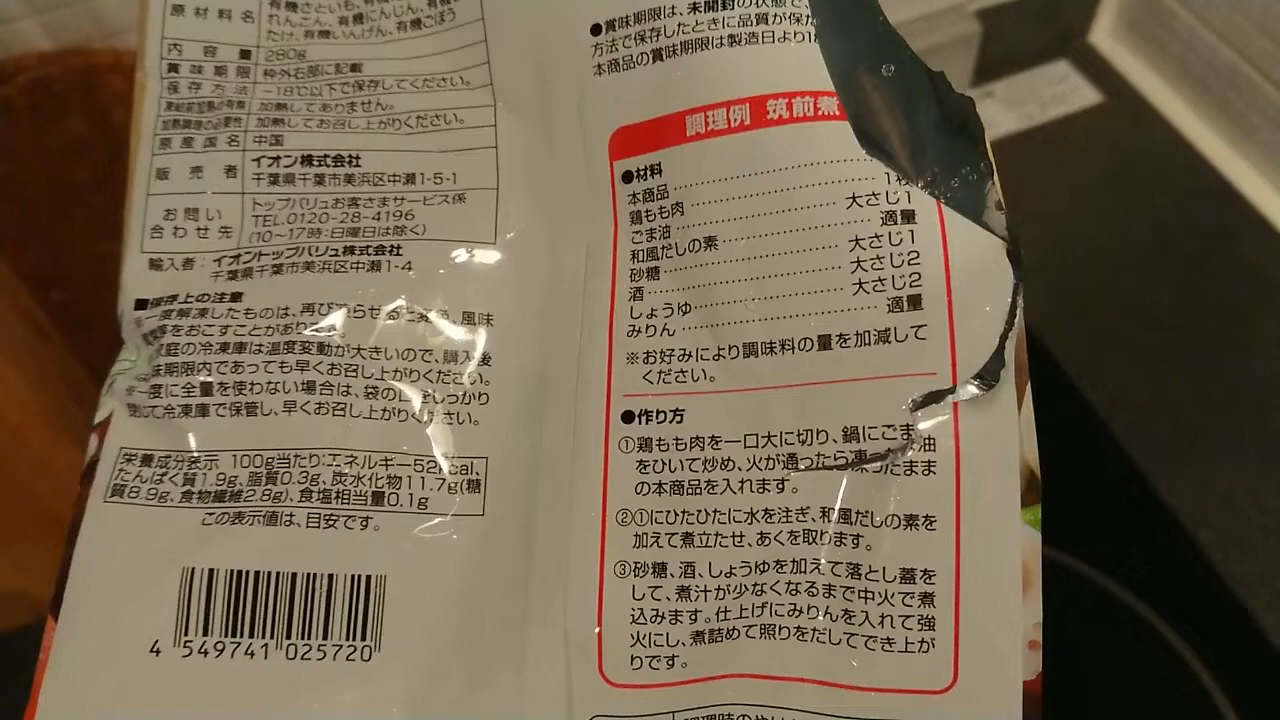 原材料名
有機さといも、有機
れんこん、有機にんじん、有機
たけ、有機いんげん、有機ごぼう
内容量 280g
賞味期限 枠外右部に記載
保存方法 −18℃以下で保存してください。
凍結前加熱の有無 加熱してありません。
加熱調理の必要性 加熱してお召し上がりください。
原産国名 中国
販売者 イオン株式会社
千葉県千葉市美浜区中瀬1-5-1
お問い合わせ先 トップバリュお客さまサービス係
TEL.0120-28-4196
(10〜17時:日曜日は除く)
輸入者:イオントップバリュ株式会社
千葉県千葉市美浜区中瀬1-4
■保存上の注意
一度解凍したものは、再び凍らせると変色、風味
等をおこすことがあり
庭の冷凍庫は温度変動が大きいので、購入後
味期限内であっても早くお召し上がりください。
一度に全量を使わない場合は、袋の口をしっかり
閉じて冷凍庫で保管し、早くお召し上がりください。
栄養成分表示 100g当たり:エネルギー52kcal、
たんぱく質1.9g、脂質0.3g、炭水化物11.7g(糖
質8.9g、食物繊維2.8g)、食塩相当量0.1g
この表示値は、目安です。
4 549741 025720
●賞味期限は、未開封の状態で、
方法で保存したときに品質が保た
本商品の賞味期限は製造日より18
調理例 筑前煮
●材料
本商品
鶏もも肉 1枚
ごま油 大さじ1
和風だしの素 適量
砂糖 大さじ1
酒 大さじ2
しょうゆ 大さじ2
みりん 適量
※お好みにより調味料の量を加減して
ください。
●作り方
①鶏もも肉を一口大に切り、鍋にごま油
をひいて炒め、火が通ったら凍ったまま
の本商品を入れます。
②①にひたひたに水を注ぎ、和風だしの素を
加えて煮立たせ、あくを取ります。
③砂糖、酒、しょうゆを加えて落とし蓋を
して、煮汁が少なくなるまで中火で煮
込みます。仕上げにみりんを入れて強
火にし、煮詰めて照りをだしてでき上が
りです。